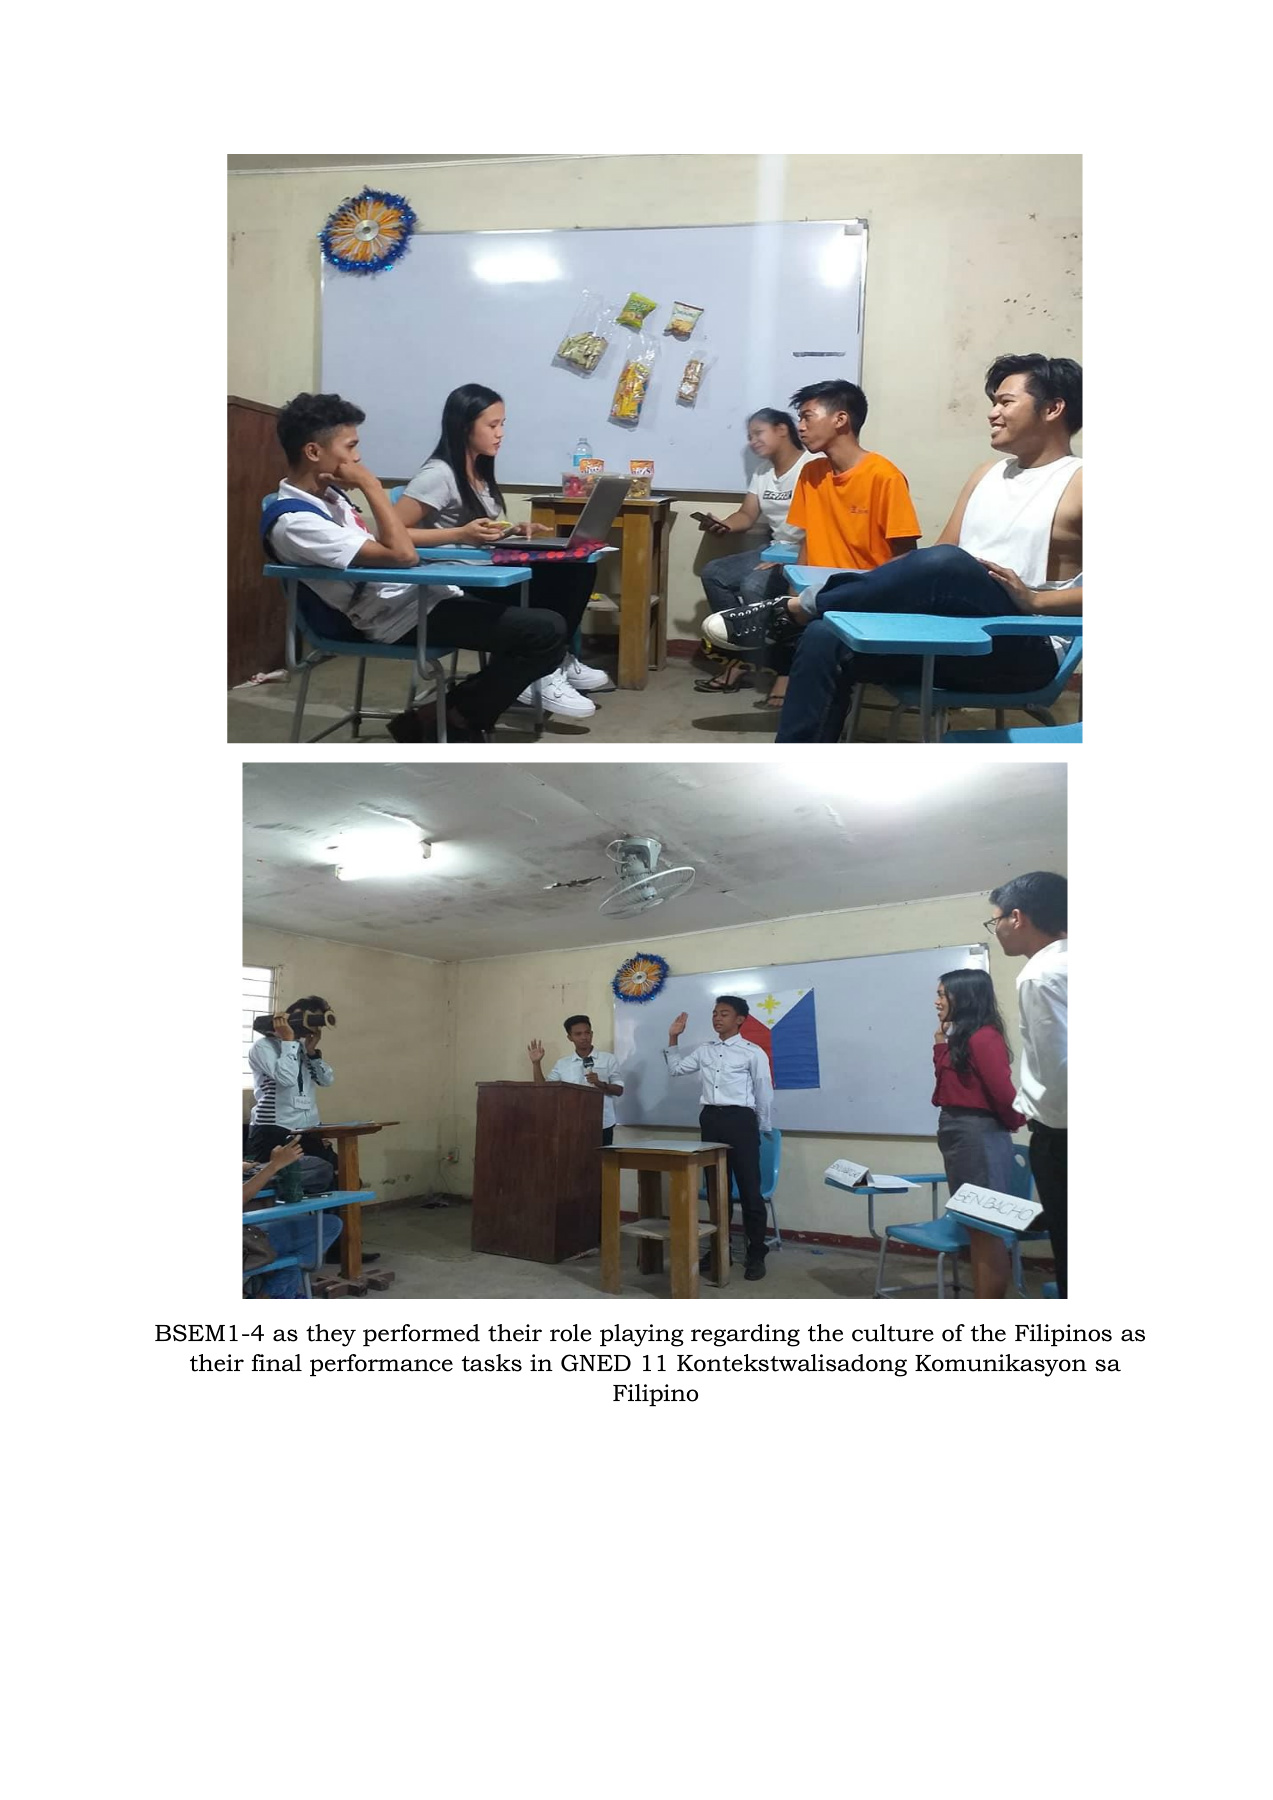 SEN.BACHO
BSEM1-4 as they performed their role playing regarding the culture of the Filipinos as
their final performance tasks in GNED 11 Kontekstwalisadong Komunikasyon sa
Filipino